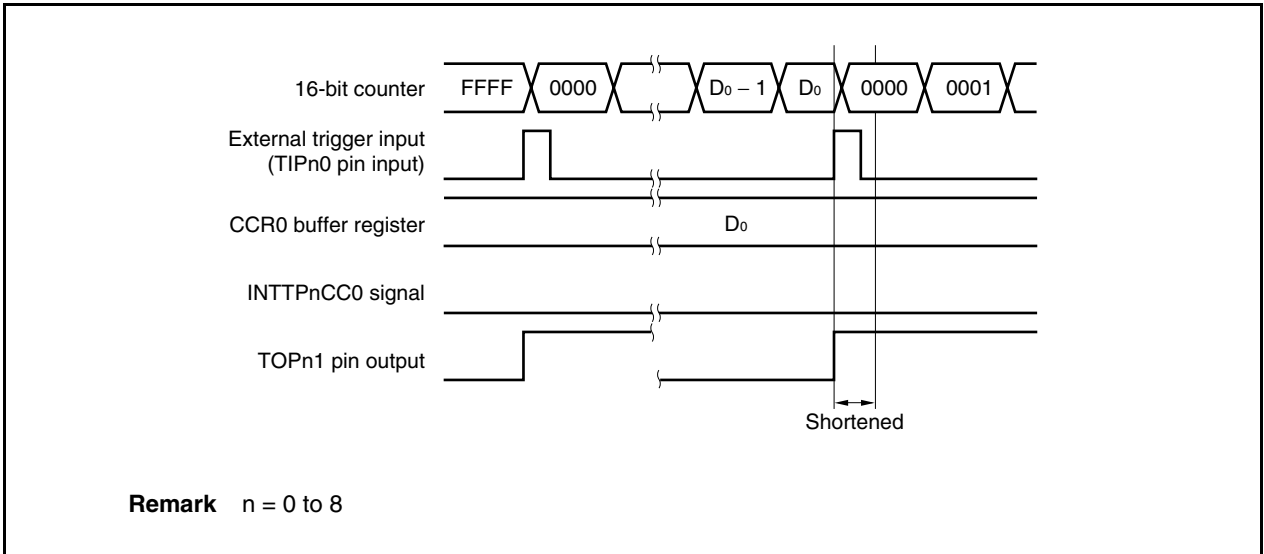 16-bit counter FFFF 0000 D0 – 1 D0 0000 0001
External trigger input
(TIPn0 pin input)
CCR0 buffer register D0
INTTPnCC0 signal
TOPn1 pin output
Shortened
Remark n = 0 to 8